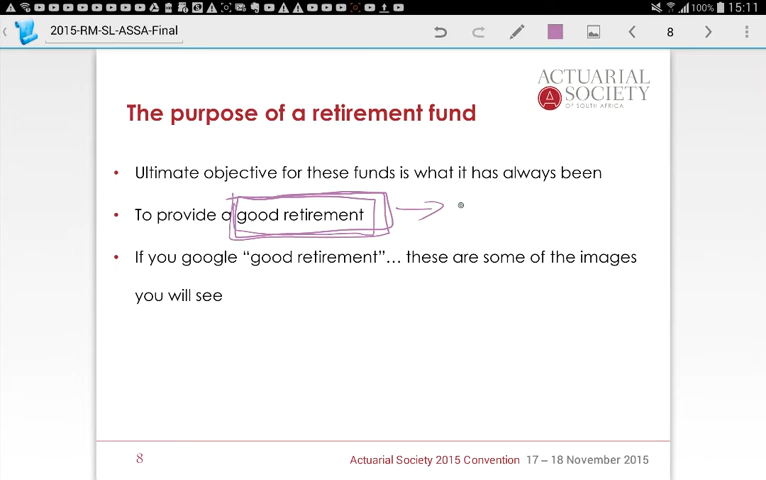 15:11
100%
2015-RM-SL-ASSA-Final
8
ACTUARIAL
SOCIETY
OF SOUTH AFRICA
The purpose of a retirement fund
• Ultimate objective for these funds is what it has always been
• To provide a good retirement
• If you google “good retirement”… these are some of the images
you will see
8
Actuarial Society 2015 Convention 17 – 18 November 2015